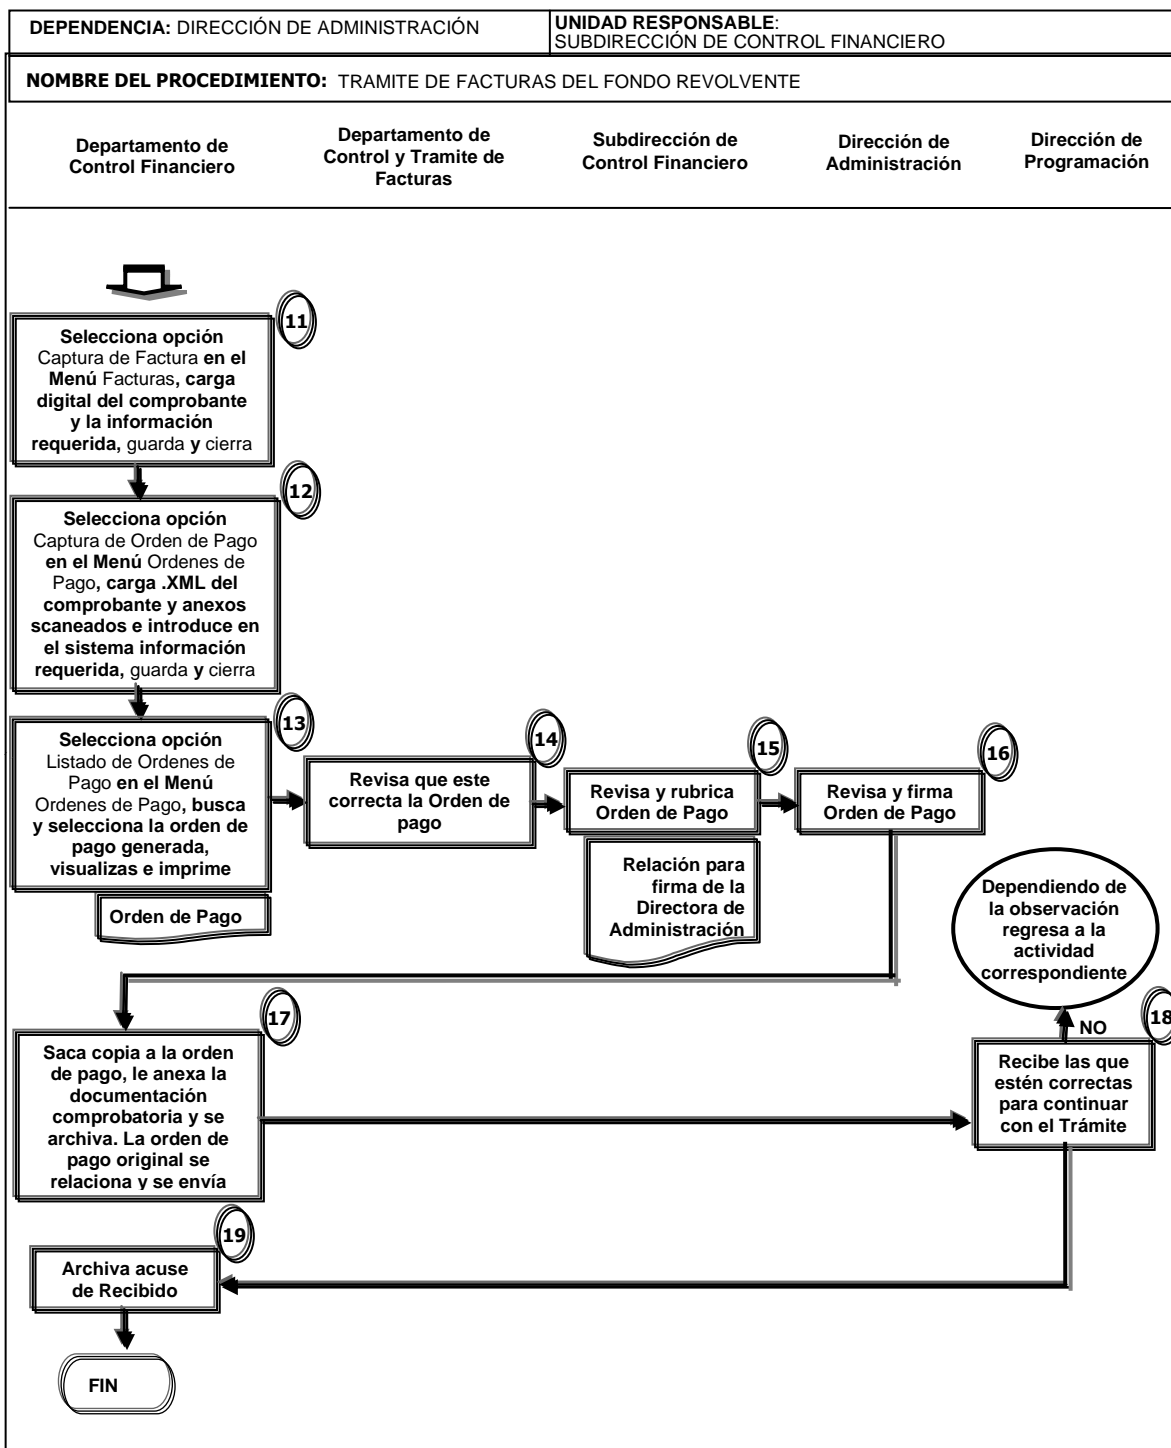 DEPENDENCIA: DIRECCIÓN DE ADMINISTRACIÓN
UNIDAD RESPONSABLE:
SUBDIRECCIÓN DE CONTROL FINANCIERO
NOMBRE DEL PROCEDIMIENTO: TRAMITE DE FACTURAS DEL FONDO REVOLVENTE
Departamento de
Control Financiero
Departamento de
Control y Tramite de
Facturas
Subdirección de
Control Financiero
Dirección de
Administración
Dirección de
Programación
11
Selecciona opción
Captura de Factura en el
Menú Facturas, carga
digital del comprobante
y la información
requerida, guarda y cierra
12
Selecciona opción
Captura de Orden de Pago
en el Menú Ordenes de
Pago, carga .XML del
comprobante y anexos
scaneados e introduce en
el sistema información
requerida, guarda y cierra
13
Selecciona opción
Listado de Ordenes de
Pago en el Menú
Ordenes de Pago, busca
y selecciona la orden de
pago generada,
visualizas e imprime
Orden de Pago
14
Revisa que este
correcta la Orden de
pago
15
Revisa y rubrica
Orden de Pago
Relación para
firma de la
Directora de
Administración
16
Revisa y firma
Orden de Pago
Dependiendo de
la observación
regresa a la
actividad
correspondiente
17
Saca copia a la orden
de pago, le anexa la
documentación
comprobatoria y se
archiva. La orden de
pago original se
relaciona y se envía
NO
18
Recibe las que
estén correctas
para continuar
con el Trámite
19
Archiva acuse
de Recibido
FIN